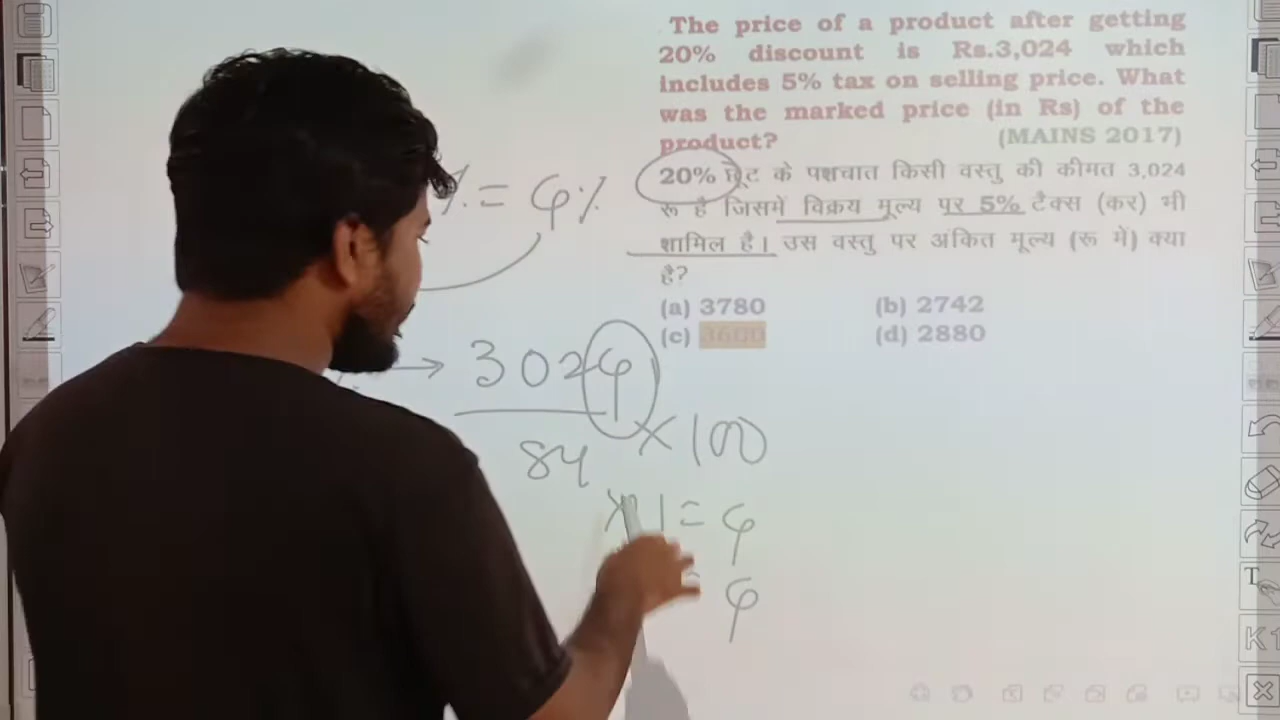 The price of a product after getting
20% discount is Rs.3,024 which
includes 5% tax on selling price. What
was the marked price (in Rs) of the
product? (MAINS 2017)
20% छूट के पश्चात किसी वस्तु की कीमत 3,024
रू है जिसमें विक्रय मूल्य पर 5% टैक्स (कर) भी
शामिल है। उस वस्तु पर अंकित मूल्य (रू में) क्या
है?
(a) 3780 (b) 2742
(c) 3600 (d) 2880
% = 4%
→ 3024
84 × 100
× 1 = 4
= 4
T
K